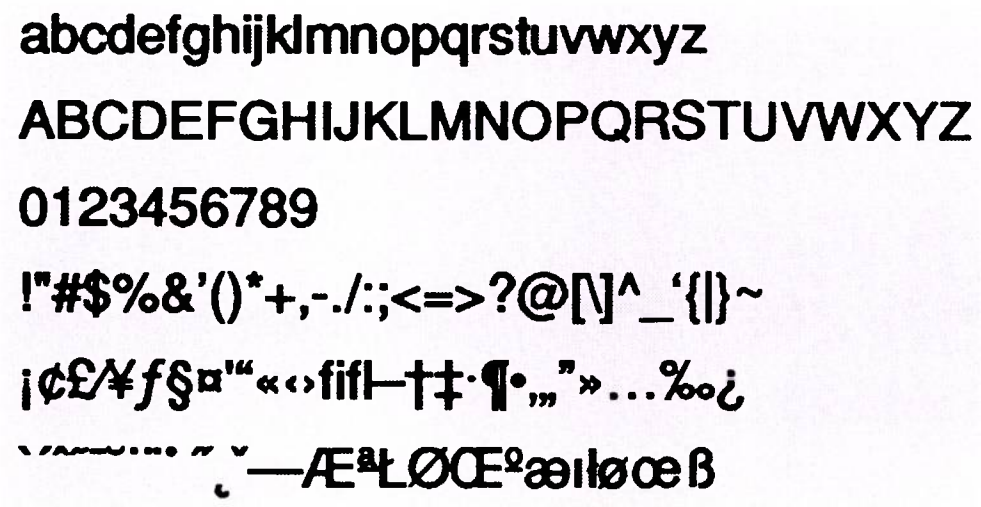 abcdefghijklmnopqrstuvwxyz
ABCDEFGHIJKLMNOPQRSTUVWXYZ
0123456789
!"#$%&’()*+,-./:;<=>?@[\]^_‘{|}~
¡¢£⁄¥ƒ§¤'“«‹›fifl–†‡·¶•‚„”»…‰¿
`´ˆ˜¯˘˙¨˚¸˝˛ˇ—ÆªŁØŒºæıłøœß